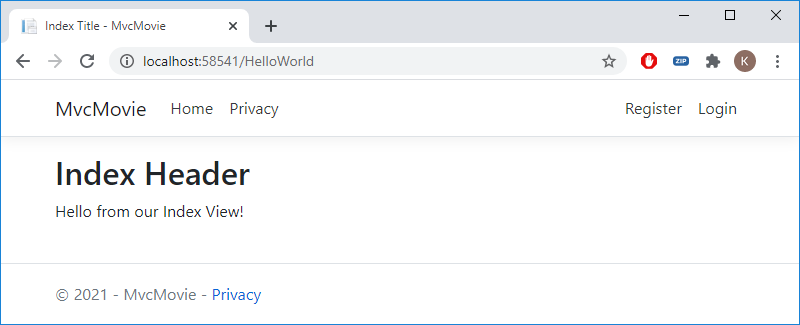 Index Title - MvcMovie
localhost:58541/HelloWorld
ZIP
K
MvcMovie Home Privacy Register Login
Index Header
Hello from our Index View!
© 2021 - MvcMovie - Privacy